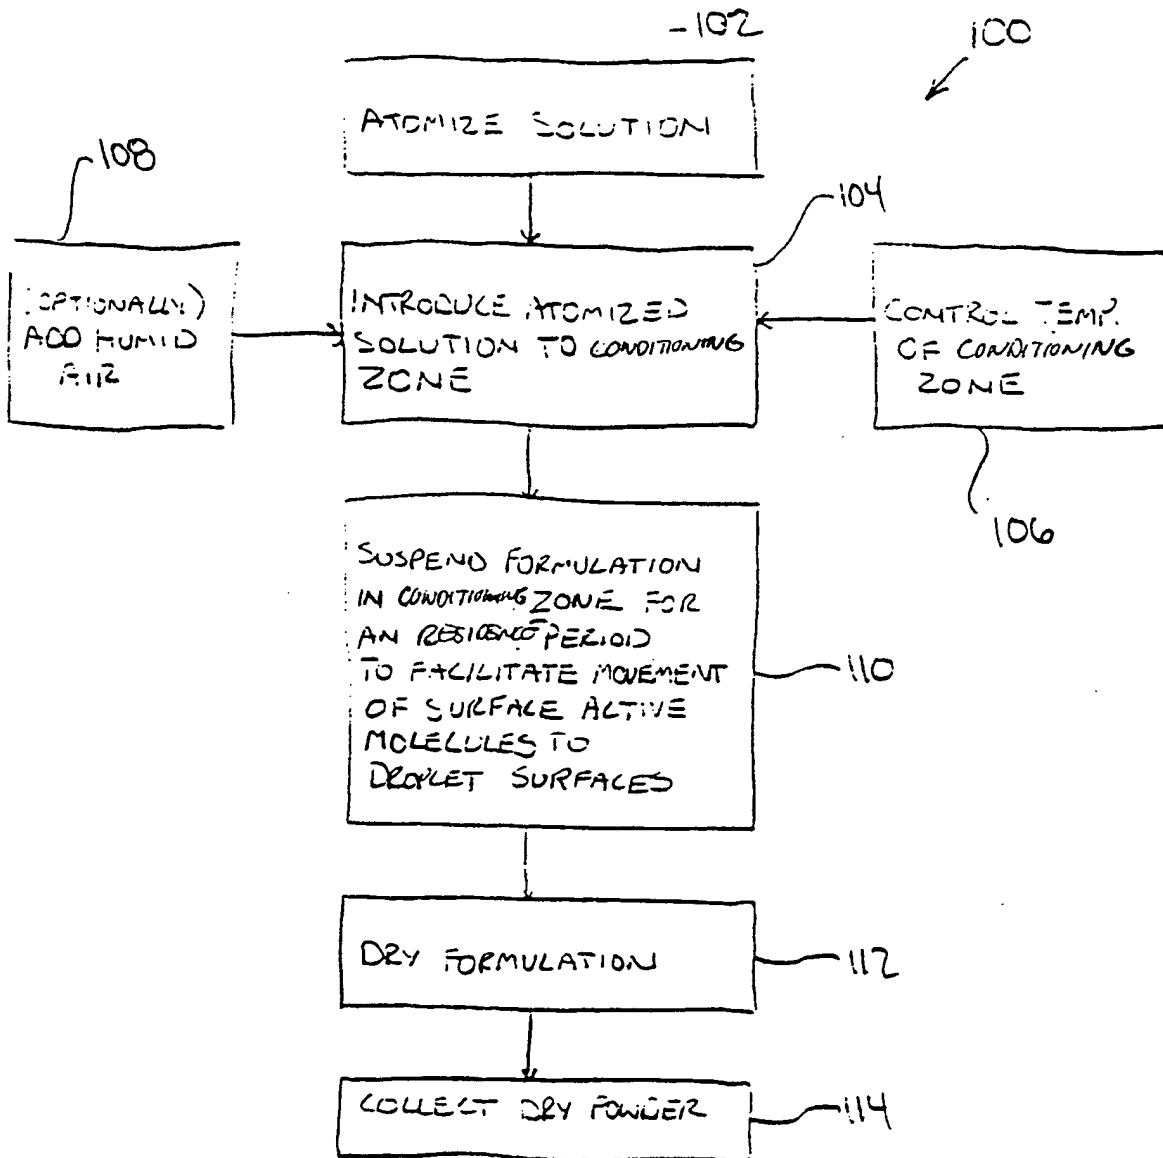 -102
100
ATOMIZE SOLUTION
108
104
(OPTIONALLY)
ADD HUMID
AIR
INTRODUCE ATOMIZED
SOLUTION TO CONDITIONING
ZONE
CONTROL TEMP.
OF CONDITIONING
ZONE
106
SUSPEND FORMULATION
IN CONDITIONING ZONE FOR
AN RESIDENCE PERIOD
TO FACILITATE MOVEMENT
OF SURFACE ACTIVE
MOLECULES TO
DROPLET SURFACES
110
DRY FORMULATION
112
COLLECT DRY POWDER
114